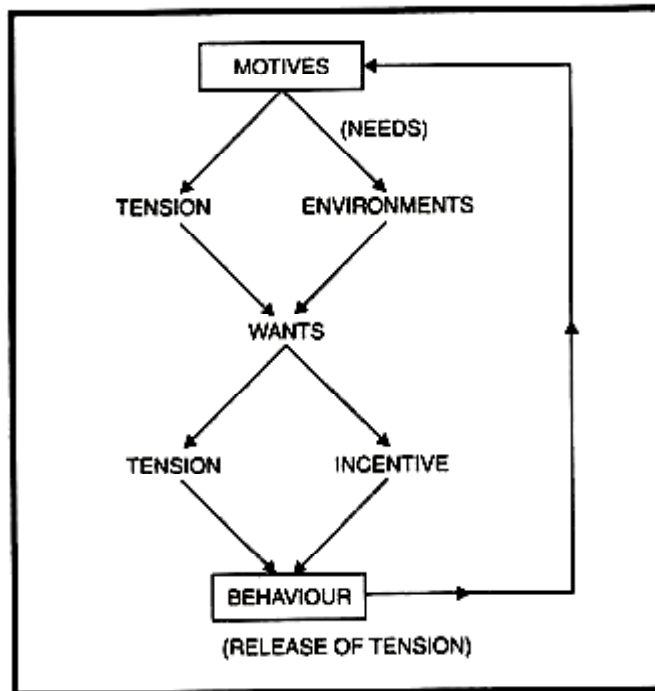 MOTIVES
(NEEDS)
TENSION ENVIRONMENTS
WANTS
TENSION INCENTIVE
BEHAVIOUR
(RELEASE OF TENSION)